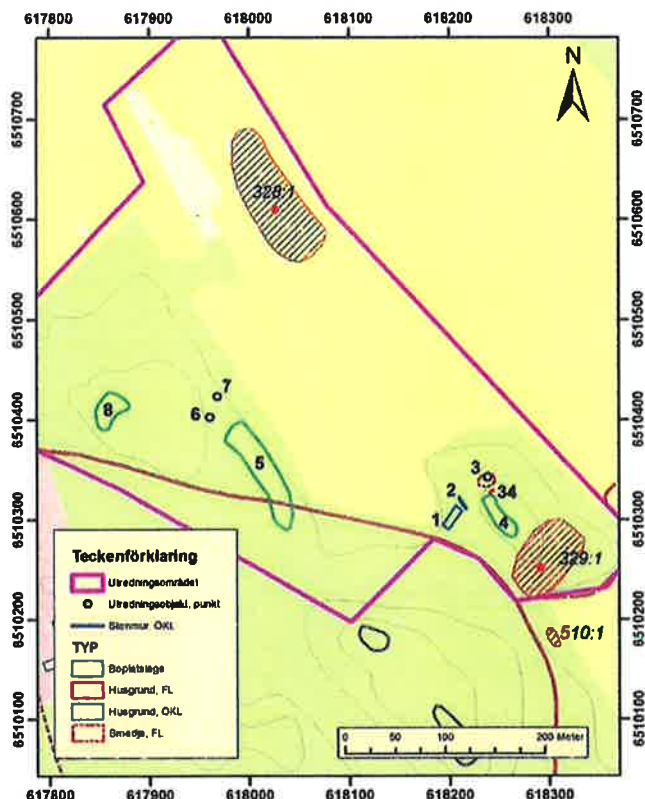 617800 617900 618000 618100 618200 618300
N
6510700
6510600
6510500
6510400
6510300
6510200
6510100
6510700
6510600
6510500
6510400
6510300
6510200
6510100
328:1
7
8
6
5
3
34
2
1
4
329:1
510:1
Teckenförklaring
Utredningsområdet
Utredningsobjekt, punkt
Stenmur, ÖKL
TYP
Boplatsläge
Husgrund, FL
Husgrund, ÖKL
Smedja, FL
0 50 100 200 Meter
617800 617900 618000 618100 618200 618300